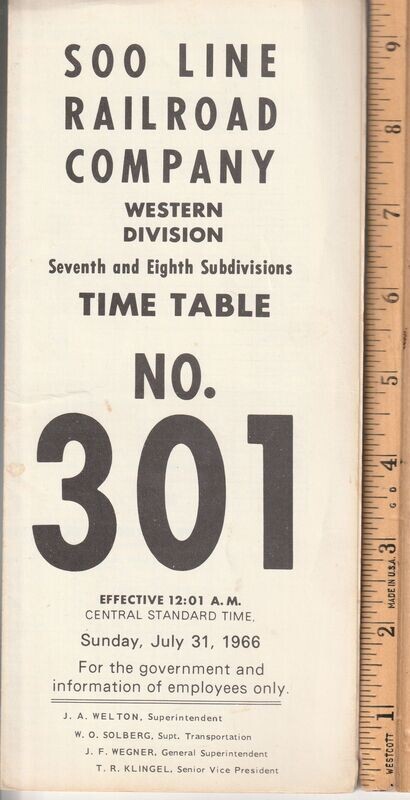 SOO LINE
RAILROAD
COMPANY
WESTERN
DIVISION
Seventh and Eighth Subdivisions
TIME TABLE
NO.
301
EFFECTIVE 12:01 A.M.
CENTRAL STANDARD TIME,
Sunday, July 31, 1966
For the government and
information of employees only.
J. A. WELTON, Superintendent
W. O. SOLBERG, Supt. Transportation
J. F. WEGNER, General Superintendent
T. R. KLINGEL, Senior Vice President
9
8
7
6
5
4
3
2
1
G D
MADE IN U.S.A.
WESTCOTT